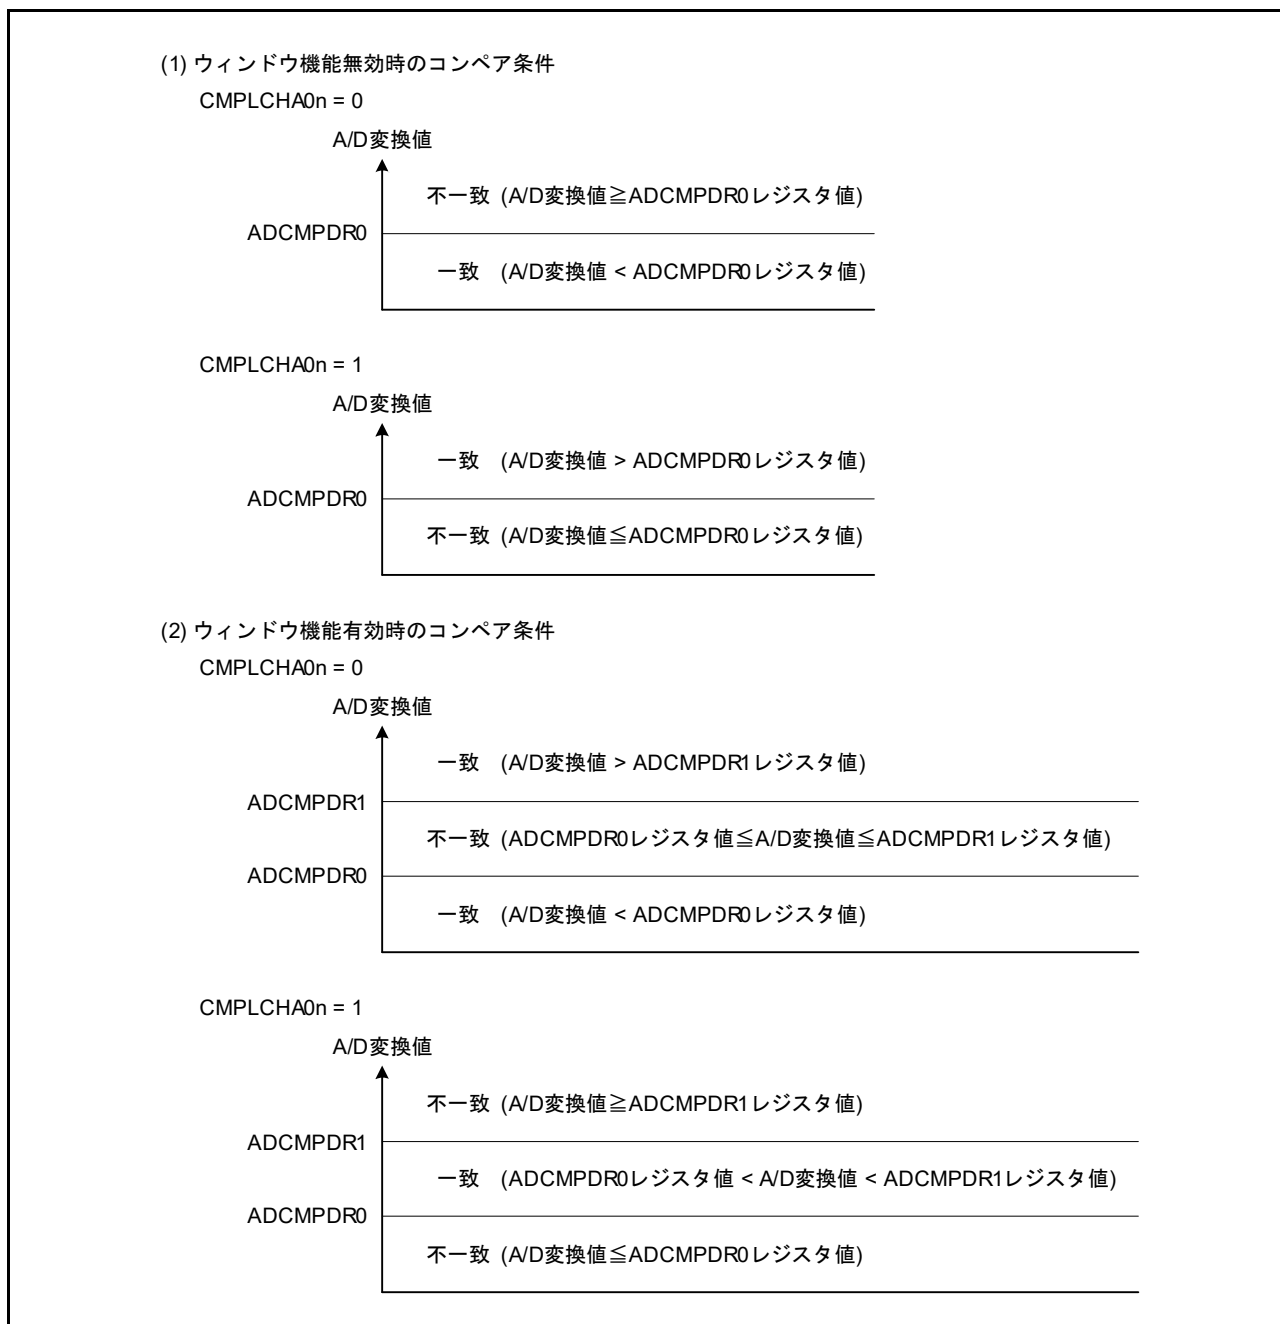 (1) ウィンドウ機能無効時のコンペア条件
CMPLCHA0n = 0
A/D変換値
不一致 (A/D変換値≧ADCMPDR0レジスタ値)
ADCMPDR0
一致 (A/D変換値 < ADCMPDR0レジスタ値)
CMPLCHA0n = 1
A/D変換値
一致 (A/D変換値 > ADCMPDR0レジスタ値)
ADCMPDR0
不一致 (A/D変換値≦ADCMPDR0レジスタ値)
(2) ウィンドウ機能有効時のコンペア条件
CMPLCHA0n = 0
A/D変換値
一致 (A/D変換値 > ADCMPDR1レジスタ値)
ADCMPDR1
不一致 (ADCMPDR0レジスタ値≦A/D変換値≦ADCMPDR1レジスタ値)
ADCMPDR0
一致 (A/D変換値 < ADCMPDR0レジスタ値)
CMPLCHA0n = 1
A/D変換値
不一致 (A/D変換値≧ADCMPDR1レジスタ値)
ADCMPDR1
一致 (ADCMPDR0レジスタ値 < A/D変換値 < ADCMPDR1レジスタ値)
ADCMPDR0
不一致 (A/D変換値≦ADCMPDR0レジスタ値)